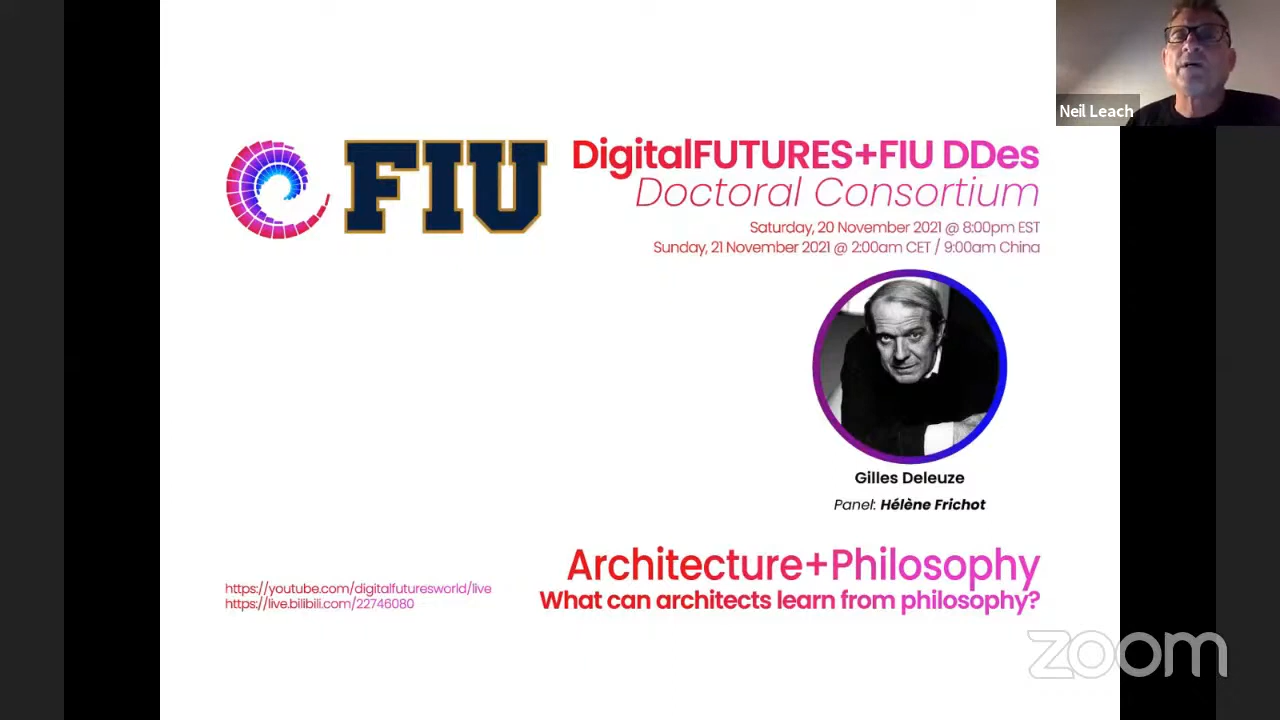 Neil Leach
FIU
DigitalFUTURES+FIU DDes
Doctoral Consortium
Saturday, 20 November 2021 @ 8:00pm EST
Sunday, 21 November 2021 @ 2:00am CET / 9:00am China
Gilles Deleuze
Panel: Hélène Frichot
Architecture+Philosophy
What can architects learn from philosophy?
https://youtube.com/digitalfuturesworld/live
https://live.bilibili.com/22746080
zoom